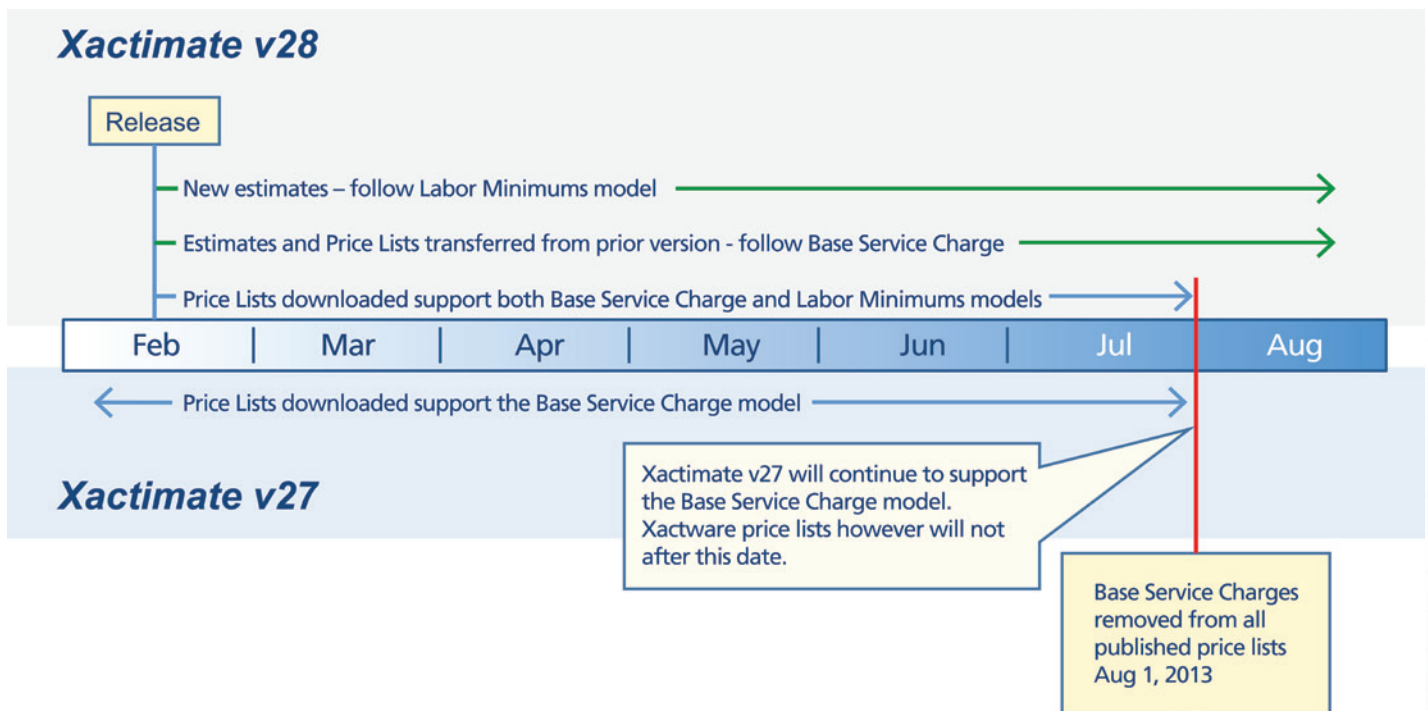 Xactimate v28
Release
New estimates – follow Labor Minimums model
Estimates and Price Lists transferred from prior version - follow Base Service Charge
Price Lists downloaded support both Base Service Charge and Labor Minimums models
Feb Mar Apr May Jun Jul Aug
Price Lists downloaded support the Base Service Charge model
Xactimate v27
Xactimate v27 will continue to support
the Base Service Charge model.
Xactware price lists however will not
after this date.
Base Service Charges
removed from all
published price lists
Aug 1, 2013